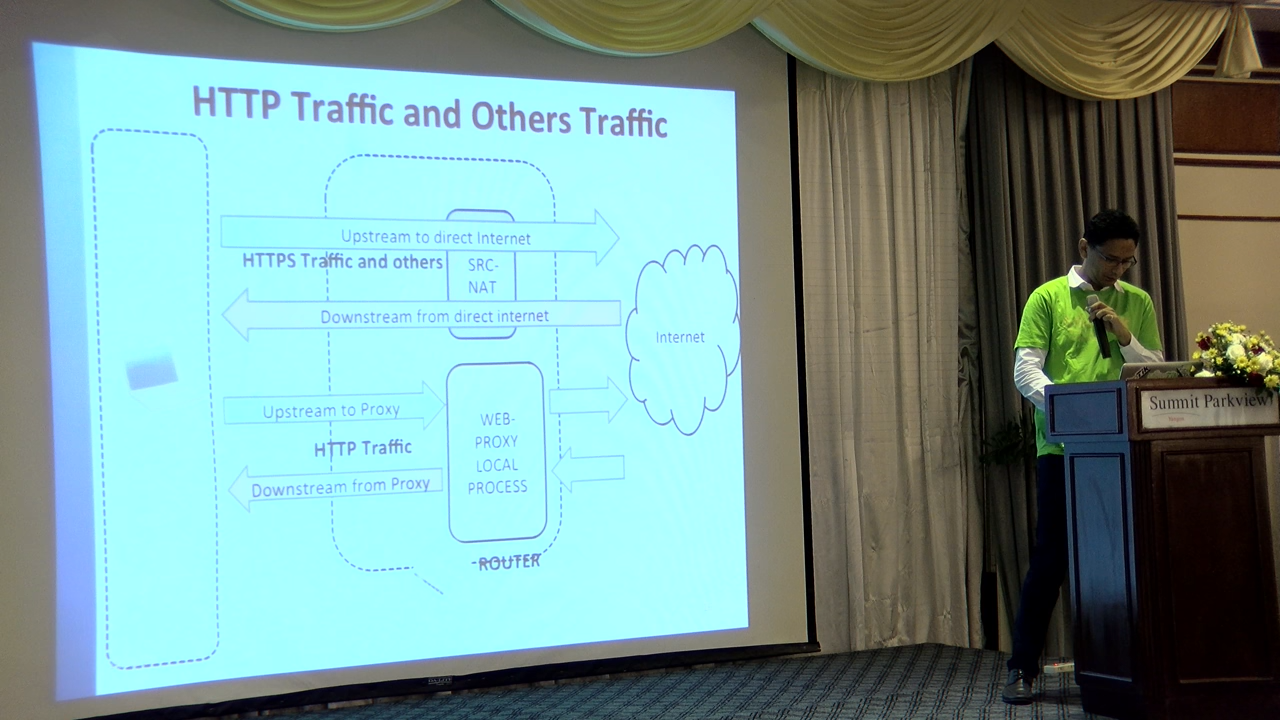 HTTP Traffic and Others Traffic
Upstream to direct Internet
HTTPS Traffic and others
SRC-
NAT
Downstream from direct internet
Internet
Upstream to Proxy
HTTP Traffic
Downstream from Proxy
WEB-
PROXY
LOCAL
PROCESS
ROUTER
Summit Parkview